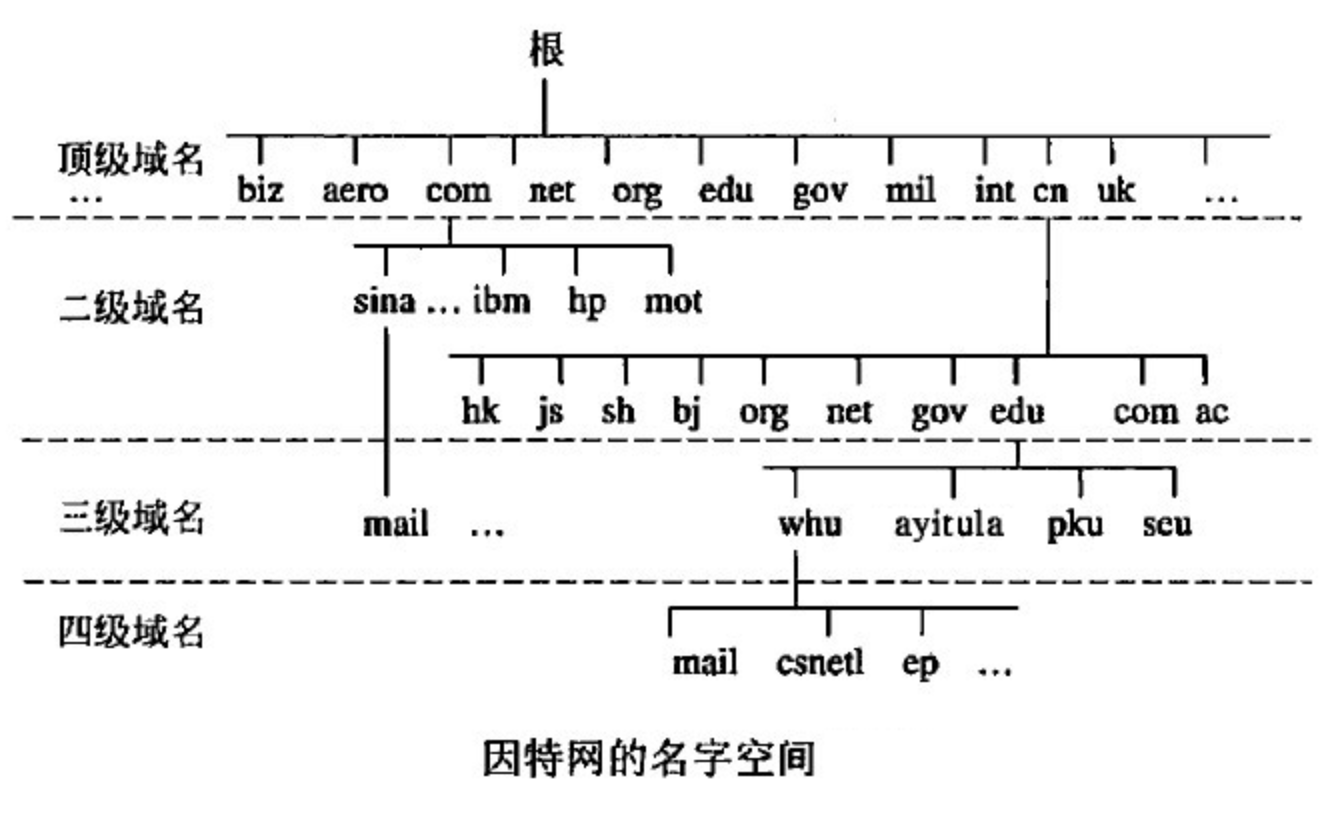 根
顶级域名
... biz aero com net org edu gov mil int cn uk ...
二级域名
sina ... ibm hp mot
hk js sh bj org net gov edu com ac
三级域名
mail ... whu ayitula pku scu
四级域名
mail csnetl ep ...
因特网的名字空间